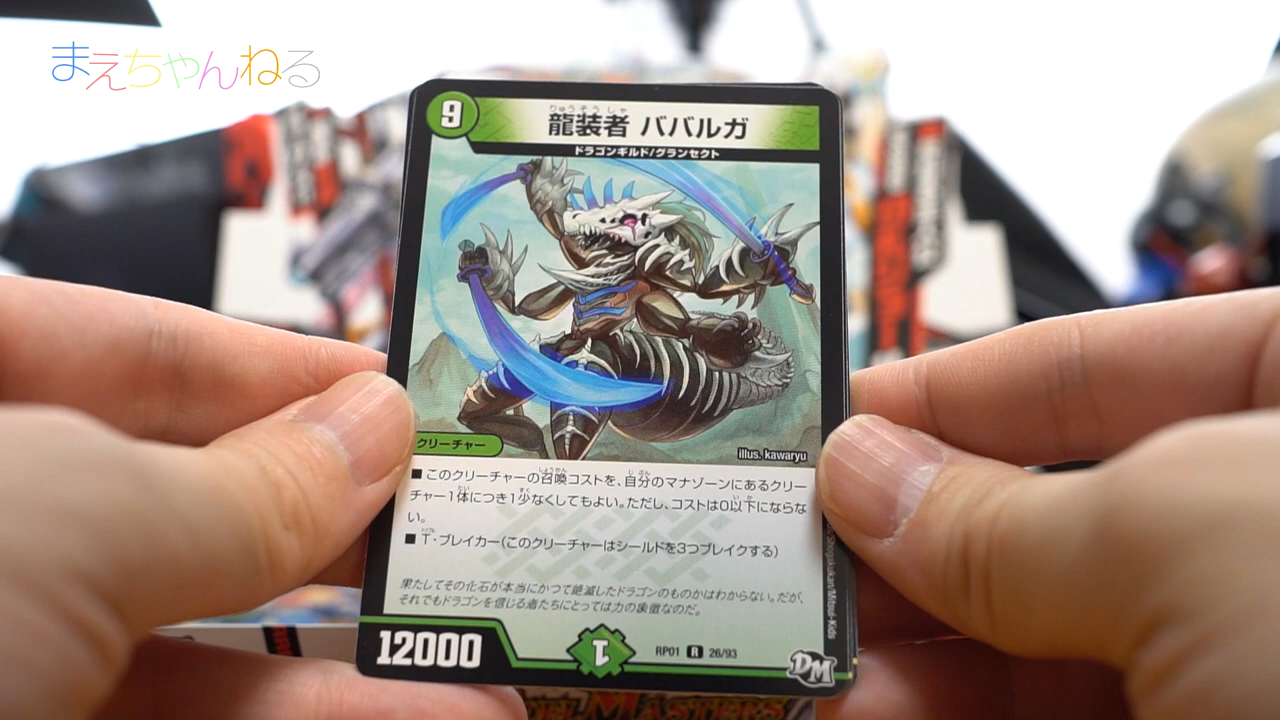 まえちゃんねる
9
りゅうそうしゃ
龍装者 ババルガ
ドラゴンギルド/グランセクト
illus. kawaryu
クリーチャー
■このクリーチャーの召喚コストを、自分のマナゾーンにあるクリー
チャー1体につき1少なくしてもよい。ただし、コストは0以下にならな
い。
■T・ブレイカー(このクリーチャーはシールドを3つブレイクする)
果たしてその化石が本当にかつて絶滅したドラゴンのものかはわからない。だが、
それでもドラゴンを信じる者たちにとっては力の象徴なのだ。
12000
1
RP01 R 26/93
DM
Shogakukan/Mitsui-Kids
MASTERS